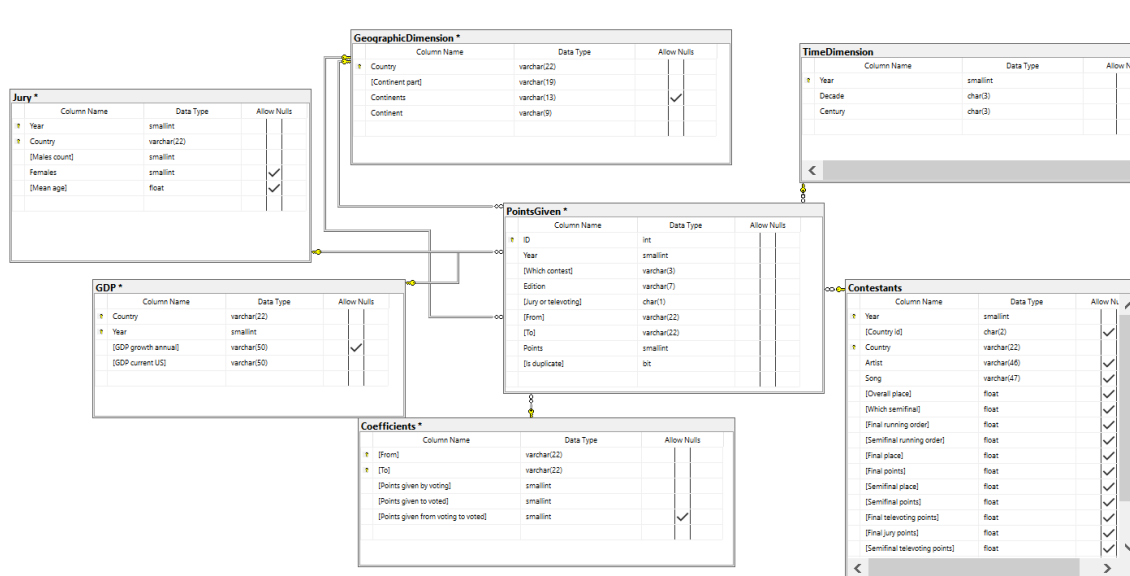 GeographicDimension *
Column Name Data Type Allow Nulls
Country varchar(22)
[Continent part] varchar(19)
Continents varchar(13)
Continent varchar(9)
TimeDimension
Column Name Data Type Allow N
Year smallint
Decade char(3)
Century char(3)
Jury *
Column Name Data Type Allow Nulls
Year smallint
Country varchar(22)
[Males count] smallint
Females smallint
[Mean age] float
PointsGiven *
Column Name Data Type Allow Nulls
ID int
Year smallint
[Which contest] varchar(3)
Edition varchar(7)
[Jury or televoting] char(1)
[From] varchar(22)
[To] varchar(22)
Points smallint
[Is duplicate] bit
GDP *
Column Name Data Type Allow Nulls
Country varchar(22)
Year smallint
[GDP growth annual] varchar(50)
[GDP current US] varchar(50)
Contestants
Column Name Data Type Allow Nu
Year smallint
[Country id] char(2)
Country varchar(22)
Artist varchar(46)
Song varchar(47)
[Overall place] float
[Which semifinal] float
[Final running order] float
[Semifinal running order] float
[Final place] float
[Final points] float
[Semifinal place] float
[Semifinal points] float
[Final televoting points] float
[Final jury points] float
[Semifinal televoting points] float
Coefficients *
Column Name Data Type Allow Nulls
[From] varchar(22)
[To] varchar(22)
[Points given by voting] smallint
[Points given to voted] smallint
[Points given from voting to voted] smallint